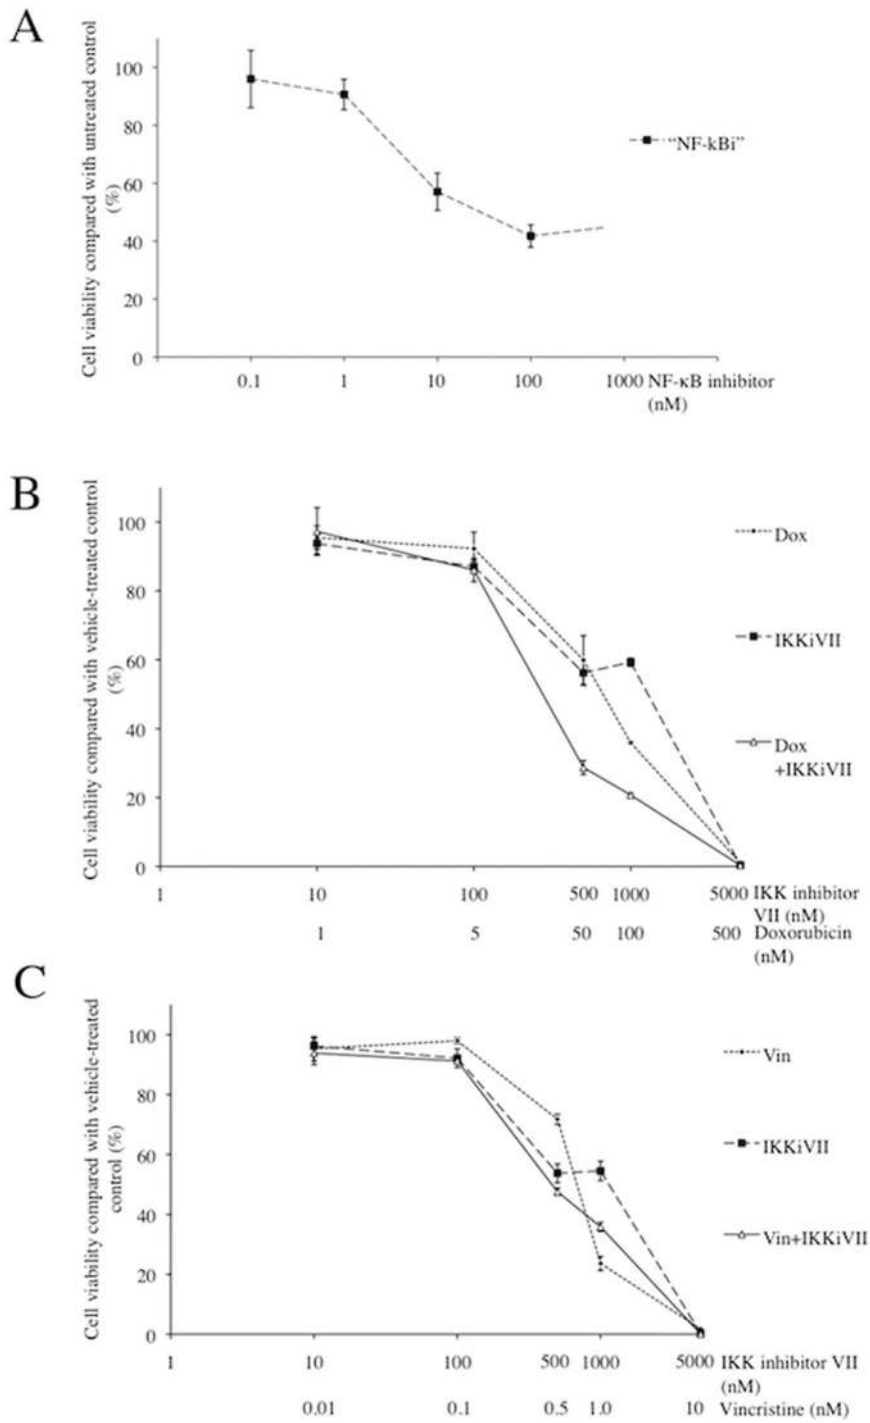 A
Cell viability compared with untreated control
(%)
100
80
60
40
20
0
"NF-kBi"
0.1 1 10 100 1000 NF-κB inhibitor
(nM)
B
Cell viability compared with vehicle-treated control
(%)
100
80
60
40
20
0
Dox
IKKiVII
Dox
+IKKiVII
1 10 100 500 1000 5000 IKK inhibitor
VII (nM)
1 5 50 100 500 Doxorubicin
(nM)
C
Cell viability compared with vehicle-treated
control (%)
100
80
60
40
20
0
Vin
IKKiVII
Vin+IKKiVII
1 10 100 500 1000 5000 IKK inhibitor VII
(nM)
0.01 0.1 0.5 1.0 10 Vincristine (nM)